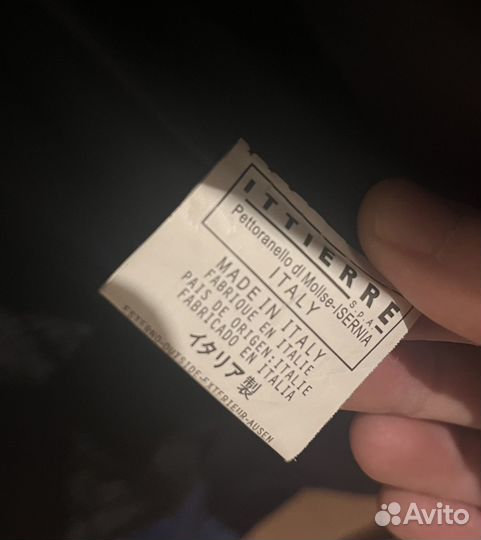 ITTIERRE S.P.A.
Pettoranello di Molise-ISERNIA
ITALY
MADE IN ITALY
FABRIQUE EN ITALIE
PAIS DE ORIGEN:ITALIE
FABRICADO EN ITALIA
イタリア製
ESTERNO-OUTSIDE-EXTERIEUR-AUSEN
Avito